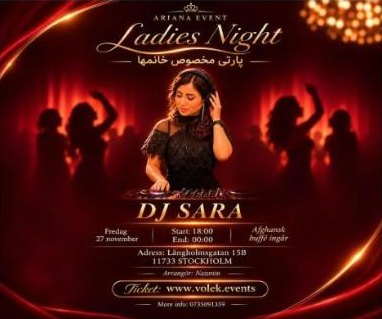 ARIANA EVENT
Ladies Night
پارتی مخصوص خانمها
DJ SARA
Fredag
27 november
Start: 18:00
End: 00:00
Afghansk
buffé ingår
Adress: Långholmsgatan 15B
11733 STOCKHOLM
Arrangör: Nazanin
Ticket: www.volek.events
More info: 0735091359